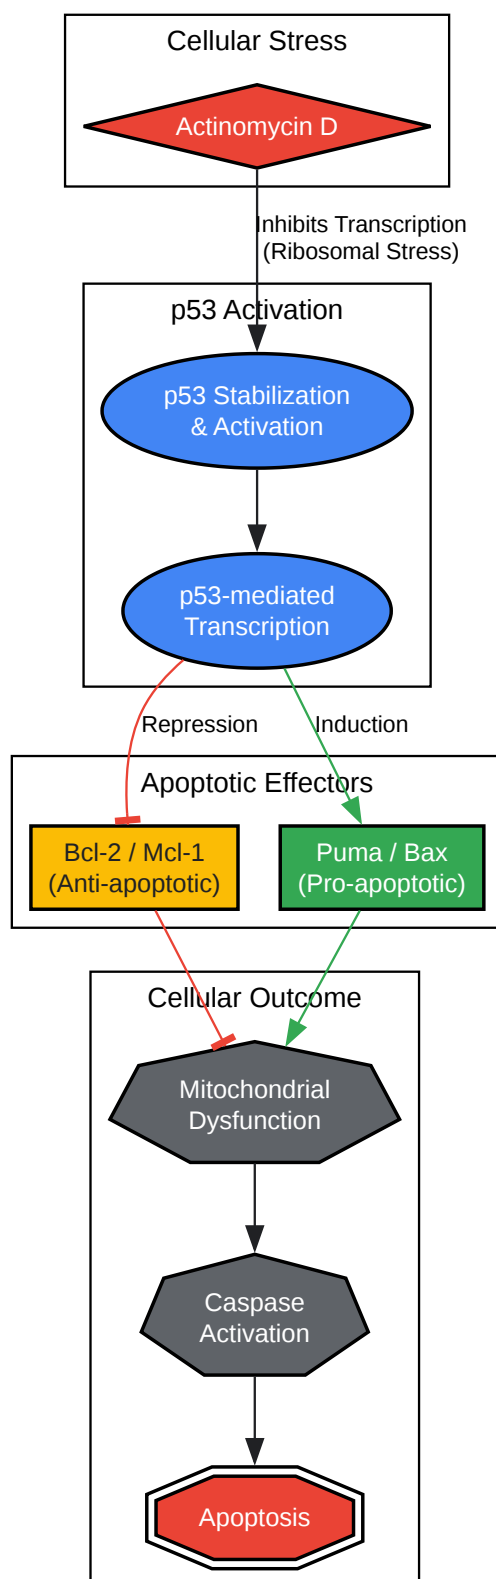 Cellular Stress
Actinomycin D
Inhibits Transcription
(Ribosomal Stress)
p53 Activation
p53 Stabilization
& Activation
p53-mediated
Transcription
Repression
Induction
Apoptotic Effectors
Bcl-2 / Mcl-1
(Anti-apoptotic)
Puma / Bax
(Pro-apoptotic)
Cellular Outcome
Mitochondrial
Dysfunction
Caspase
Activation
Apoptosis